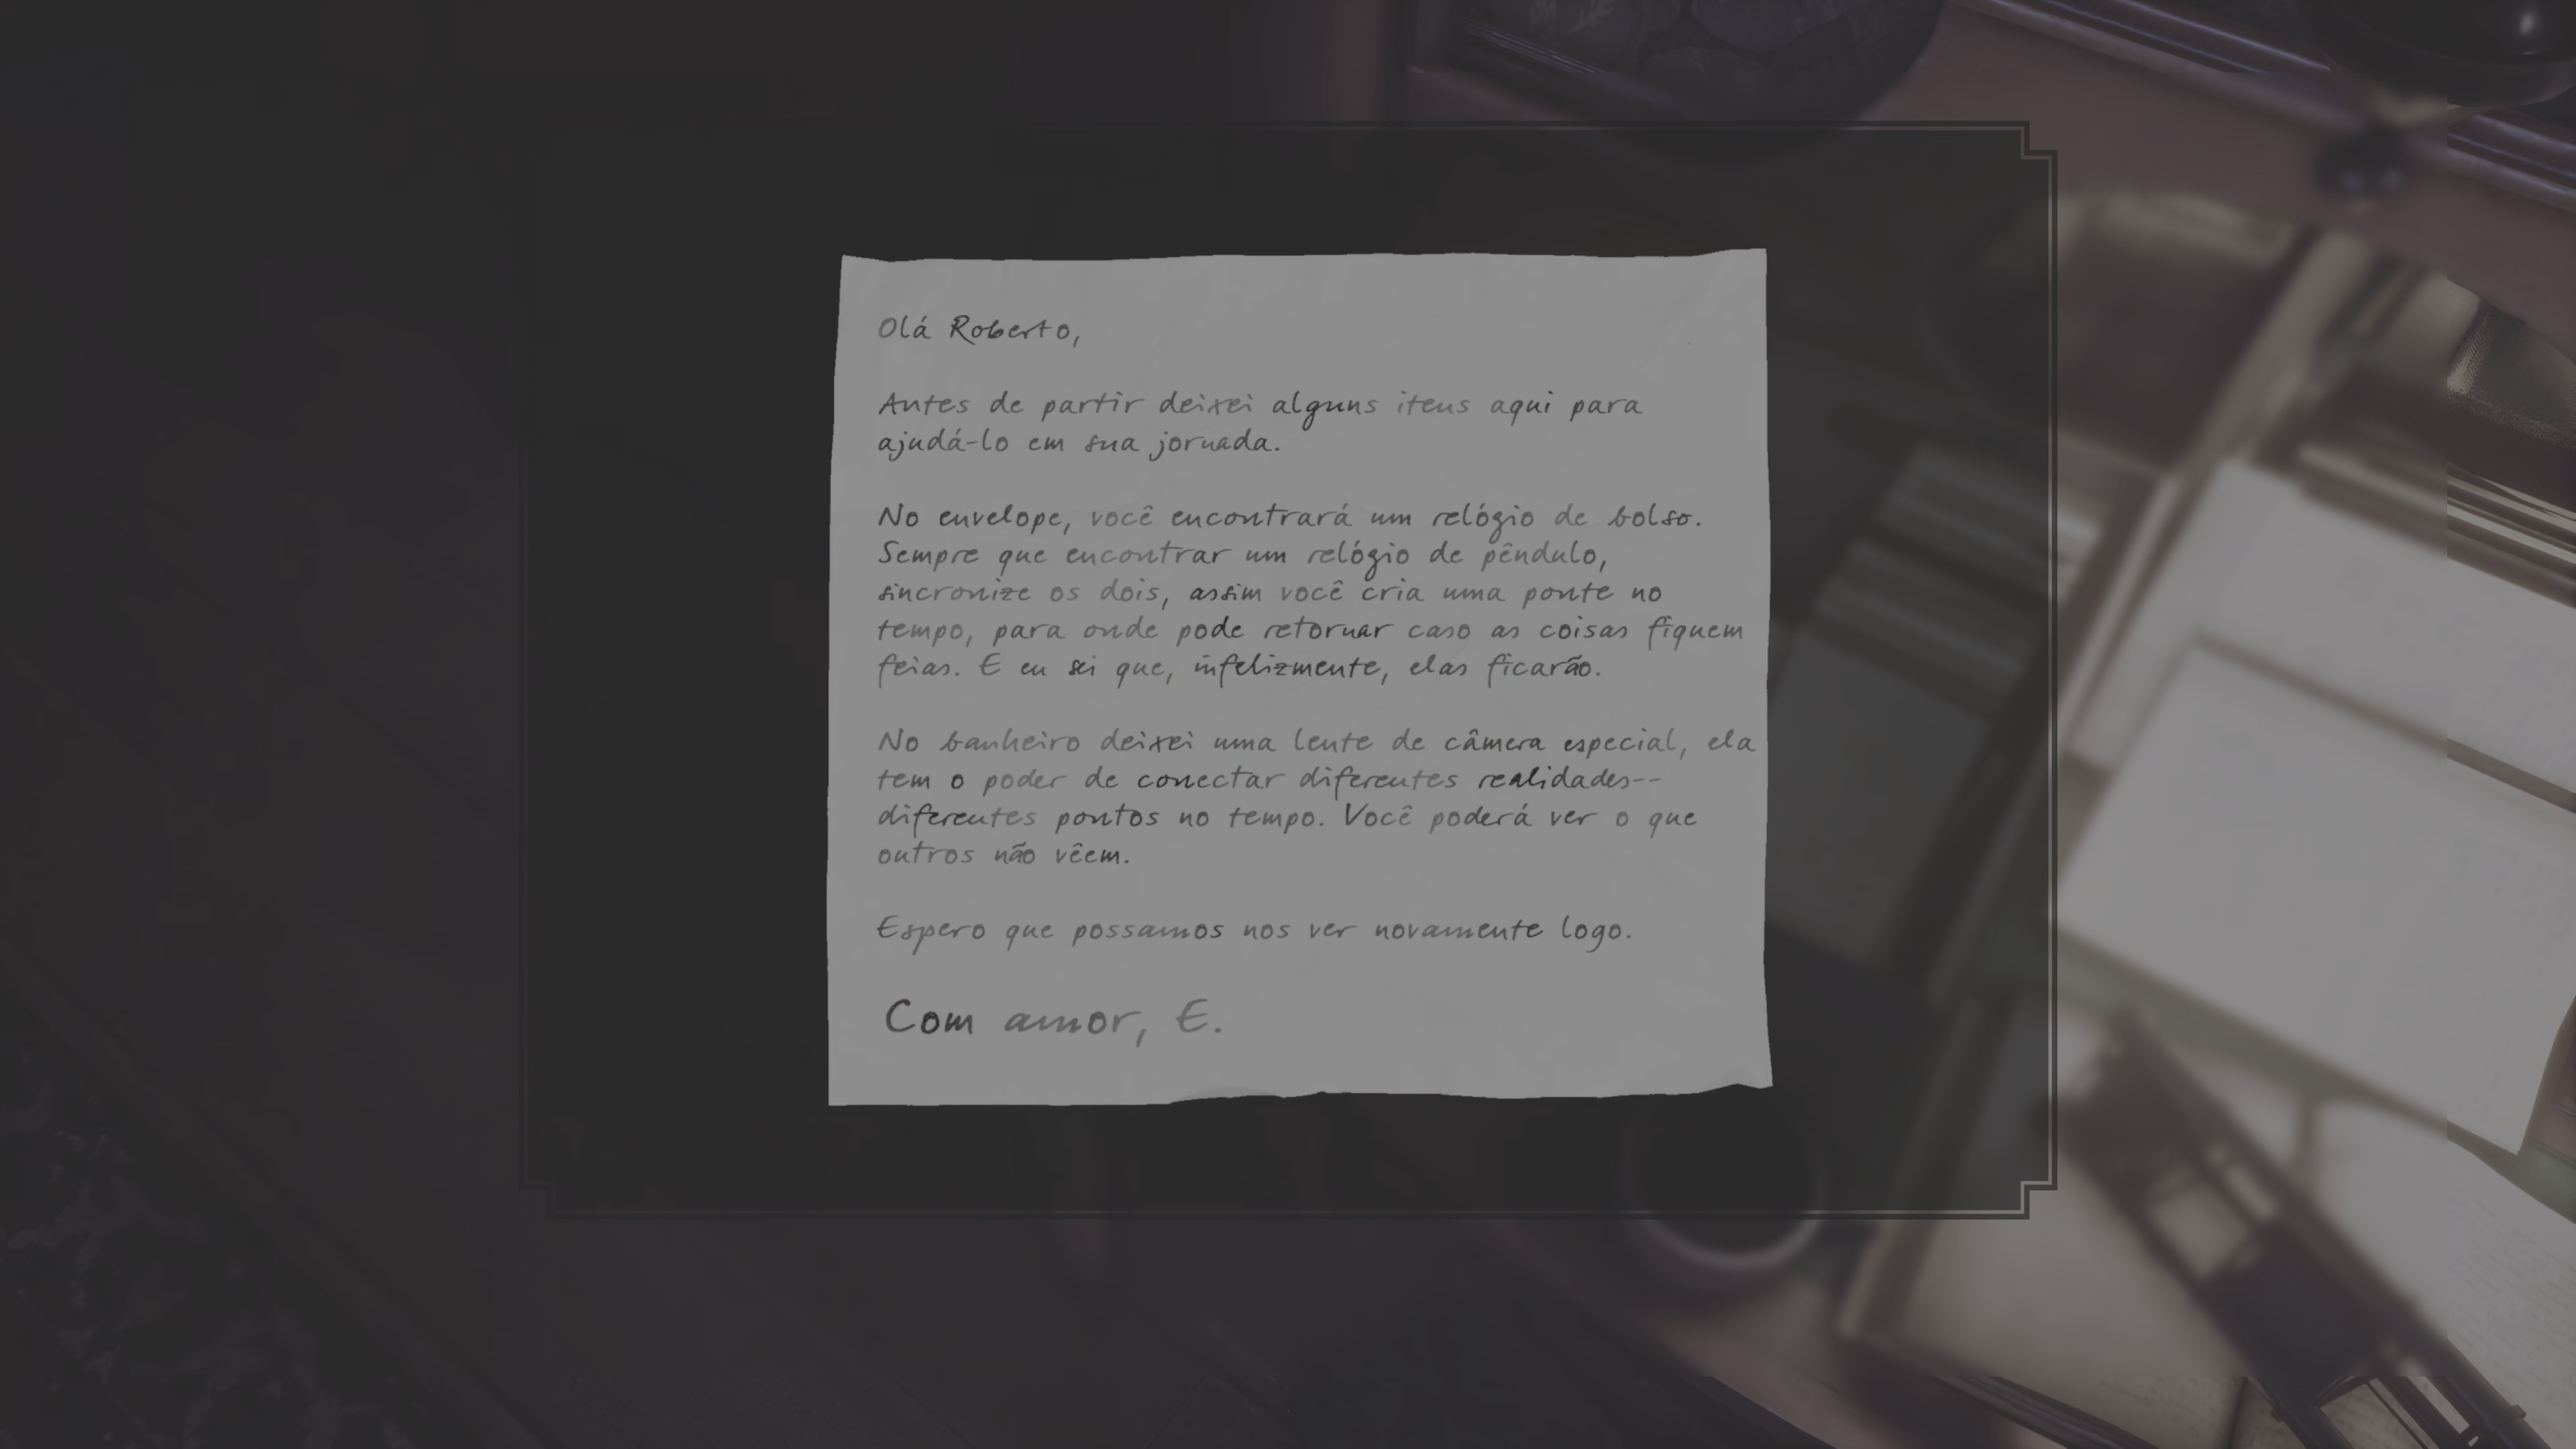 Olá Roberto,
Antes de partir deixei alguns itens aqui para
ajudá-lo em sua jornada.
No envelope, você encontrará um relógio de bolso.
Sempre que encontrar um relógio de pêndulo,
sincronize os dois, assim você cria uma ponte no
tempo, para onde pode retornar caso as coisas fiquem
feias. E eu sei que, infelizmente, elas ficarão.
No banheiro deixei uma lente de câmera especial, ela
tem o poder de conectar diferentes realidades--
diferentes pontos no tempo. Você poderá ver o que
outros não vêem.
Espero que possamos nos ver novamente logo.
Com amor, E.